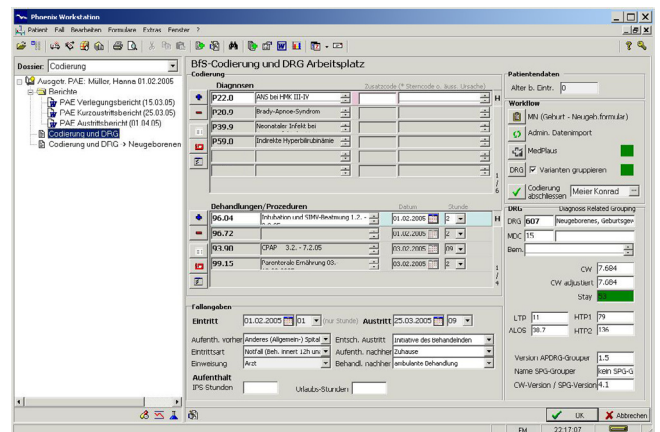 Phoenix Workstation
Patient Fall Bearbeiten Formulare Extras Fenster ?
Dossier: Codierung
Ausgetr. PAE: Müller, Hanna 01.02.2005
Berichte
PAE Verlegungsbericht (15.03.05)
PAE Kurzaustrittsbericht (25.03.05)
PAE Austrittsbericht (01.04.05)
Codierung und DRG
Codierung und DRG -> Neugeborenen
BfS-Codierung und DRG Arbeitsplatz
Codierung
Diagnosen
Zusatzcode (* Sterncode o. äuss. Ursache)
P22.0 ANS bei HMK III-IV H
P20.9 Brady-Apnoe-Syndrom
P39.9 Neonataler Infekt bei
P59.0 Indirekte Hyperbilirubinämie
1
/
6
Behandlungen/Prozeduren Datum Stunde
96.04 Intubation und SIMV-Beatmung 1.2. - 01.02.2005 2 H
96.72 01.02.2005 2
93.90 CPAP 3.2. - 7.2.05 03.02.2005 09
99.15 Parenterale Ernährung 03. 03.02.2005 2
1
/
4
Fallangaben
Eintritt 01.02.2005 01 (nur Stunde) Austritt 25.03.2005 09
Aufenth. vorher Anderes (Allgemein-) Spital Entsch. Austritt Initiative des Behandelnden
Eintrittsart Notfall (Beh. innert 12h un Aufenth. nachher Zuhause
Einweisung Arzt Behandl. nachher ambulante Behandlung
Aufenthalt
IPS Stunden Urlaubs-Stunden
Patientendaten
Alter b. Eintr. 0
Workflow
MN (Geburt - Neugeb.formular)
Admin. Datenimport
MedPlaus
DRG Varianten gruppieren
Codierung abschliessen Meier Konrad
DRG Diagnosis Related Grouping
DRG 607 Neugeborenes, Geburtsgew
MDC 15
Bem.
CW 7.684
CW adjustiert 7.684
Stay
LTP 11 HTP1 79
ALOS 38.7 HTP2 136
Version APDRG-Grouper 1.5
Name SPG-Grouper kein SPG-G
CW-Version / SPG-Version 4.1
OK Abbrechen
EM 22:17:07